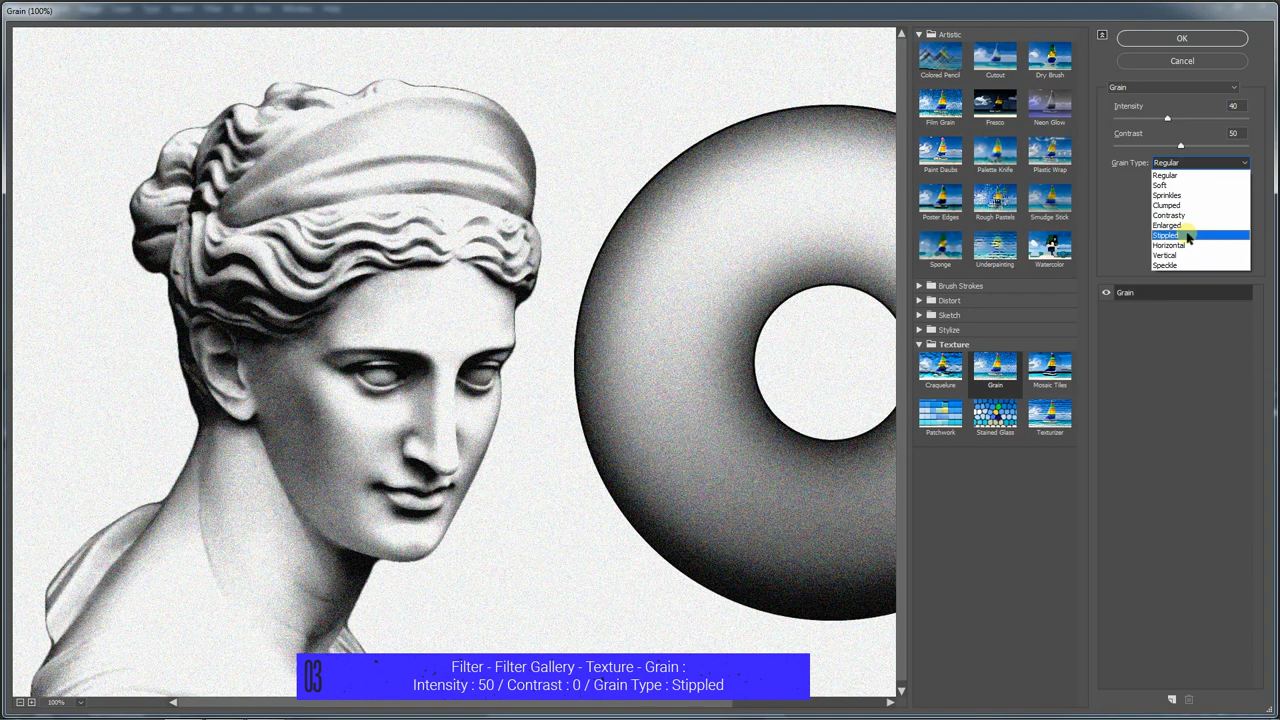 Grain (100%)
Artistic
Colored Pencil
Cutout
Dry Brush
Film Grain
Fresco
Neon Glow
Paint Daubs
Palette Knife
Plastic Wrap
Poster Edges
Rough Pastels
Smudge Stick
Sponge
Underpainting
Watercolor
Brush Strokes
Distort
Sketch
Stylize
Texture
Craquelure
Grain
Mosaic Tiles
Patchwork
Stained Glass
Texturizer
OK
Cancel
Grain
Intensity 40
Contrast 50
Grain Type: Regular
Regular
Soft
Sprinkles
Clumped
Contrasty
Enlarged
Stippled
Horizontal
Vertical
Speckle
Grain
03
Filter - Filter Gallery - Texture - Grain :
Intensity : 50 / Contrast : 0 / Grain Type : Stippled
100%